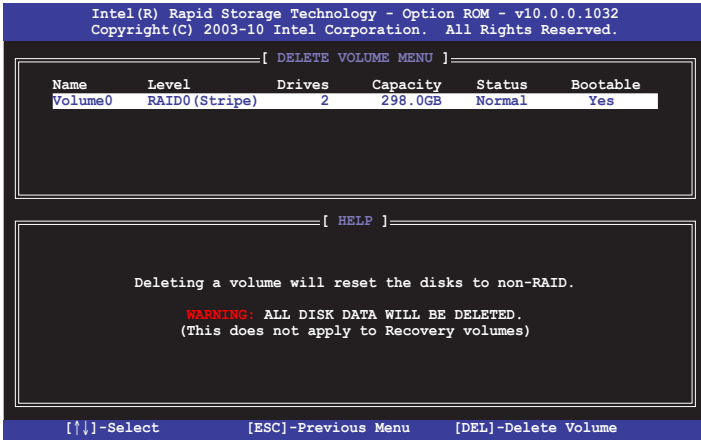 Intel(R) Rapid Storage Technology - Option ROM - v10.0.0.1032
Copyright(C) 2003-10 Intel Corporation. All Rights Reserved.
[ DELETE VOLUME MENU ]
Name Level Drives Capacity Status Bootable
Volume0 RAID0(Stripe) 2 298.0GB Normal Yes
[ HELP ]
Deleting a volume will reset the disks to non-RAID.
WARNING: ALL DISK DATA WILL BE DELETED.
(This does not apply to Recovery volumes)
[↑↓]-Select [ESC]-Previous Menu [DEL]-Delete Volume